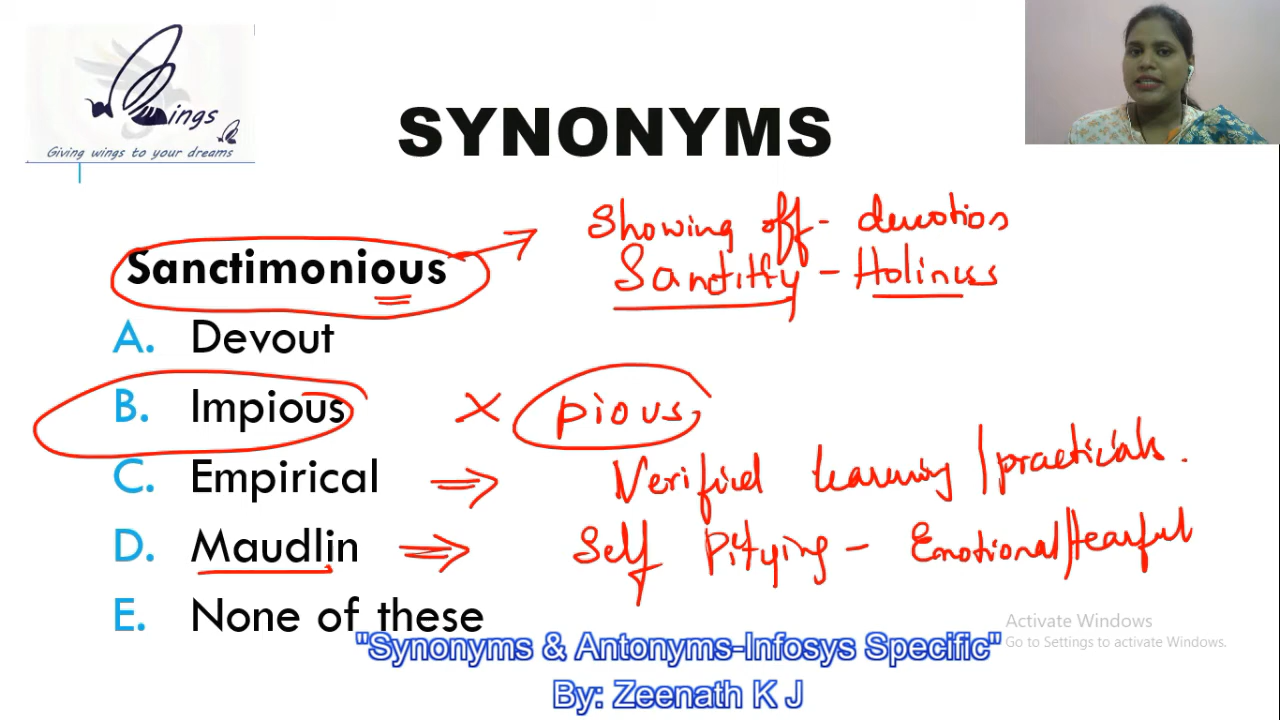 wings
Giving wings to your dreams
SYNONYMS
Showing off - devotion
Santitty - Holiness
Sanctimonious
A. Devout
B. Impious × pious,
C. Empirical ⇒ Verified learning/practicals.
D. Maudlin ⇒ Self Pitying - Emotional/tearful
E. None of these
"Synonyms & Antonyms-Infosys Specific"
By: Zeenath K J
Activate Windows
Go to Settings to activate Windows.